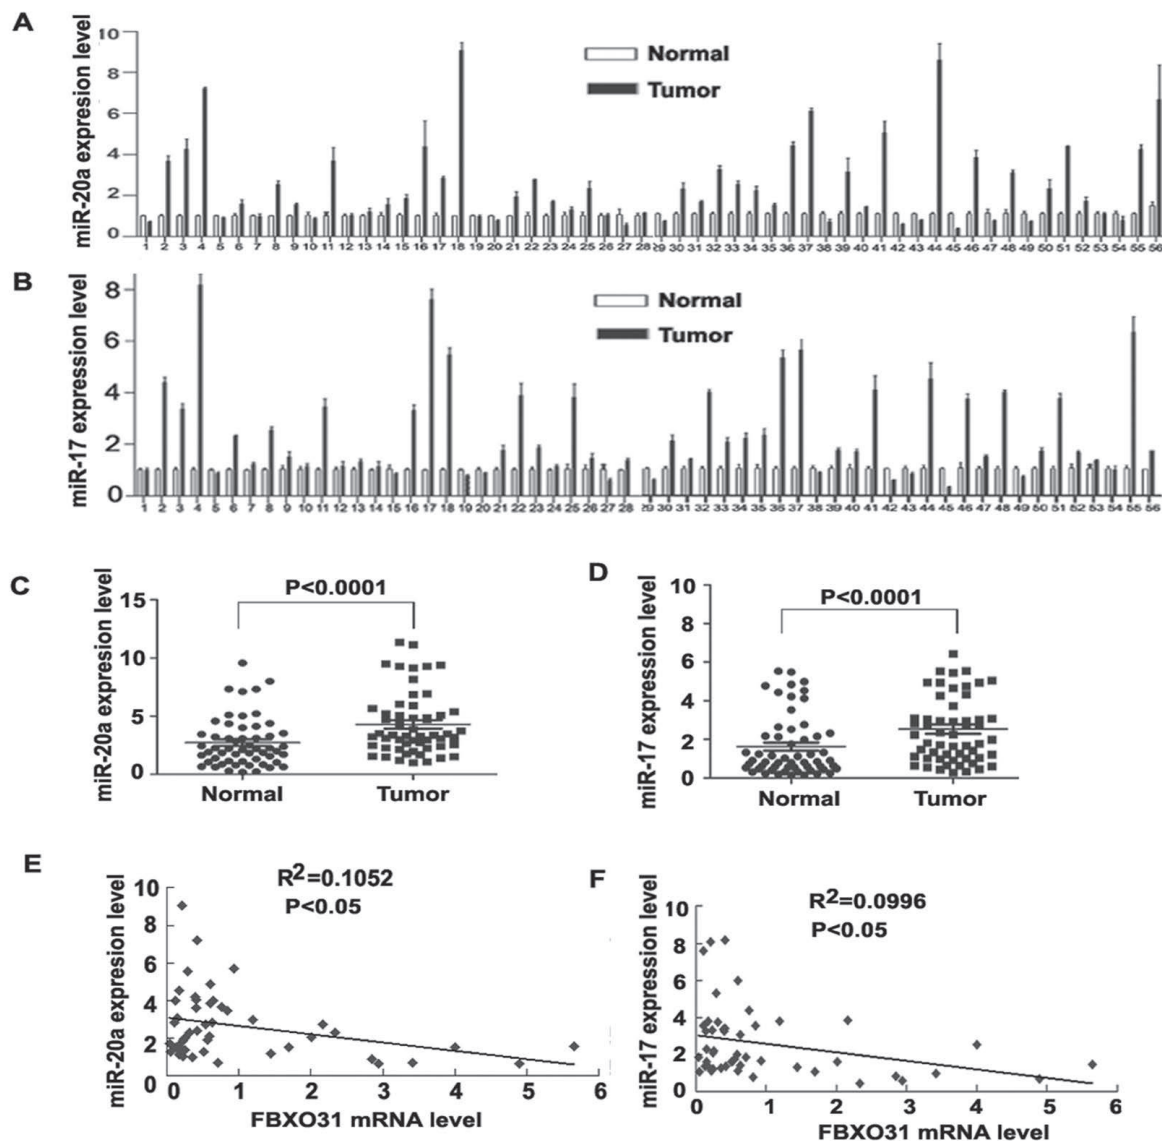 A
miR-20a expression level
10
8
6
4
2
0
Normal
Tumor
1 2 3 4 5 6 7 8 9 10 11 12 13 14 15 16 17 18 19 20 21 22 23 24 25 26 27 28 29 30 31 32 33 34 35 36 37 38 39 40 41 42 43 44 45 46 47 48 49 50 51 52 53 54 55 56
B
miR-17 expression level
8
6
4
2
0
Normal
Tumor
1 2 3 4 5 6 7 8 9 10 11 12 13 14 15 16 17 18 19 20 21 22 23 24 25 26 27 28 29 30 31 32 33 34 35 36 37 38 39 40 41 42 43 44 45 46 47 48 49 50 51 52 53 54 55 56
C
miR-20a expression level
P<0.0001
15
10
5
0
Normal Tumor
D
miR-17 expression level
P<0.0001
10
8
6
4
2
0
Normal Tumor
E
miR-20a expression level
R2=0.1052
P<0.05
10
8
6
4
2
0
0 1 2 3 4 5 6
FBXO31 mRNA level
F
miR-17 expression level
R2=0.0996
P<0.05
10
8
6
4
2
0
0 1 2 3 4 5 6
FBXO31 mRNA level